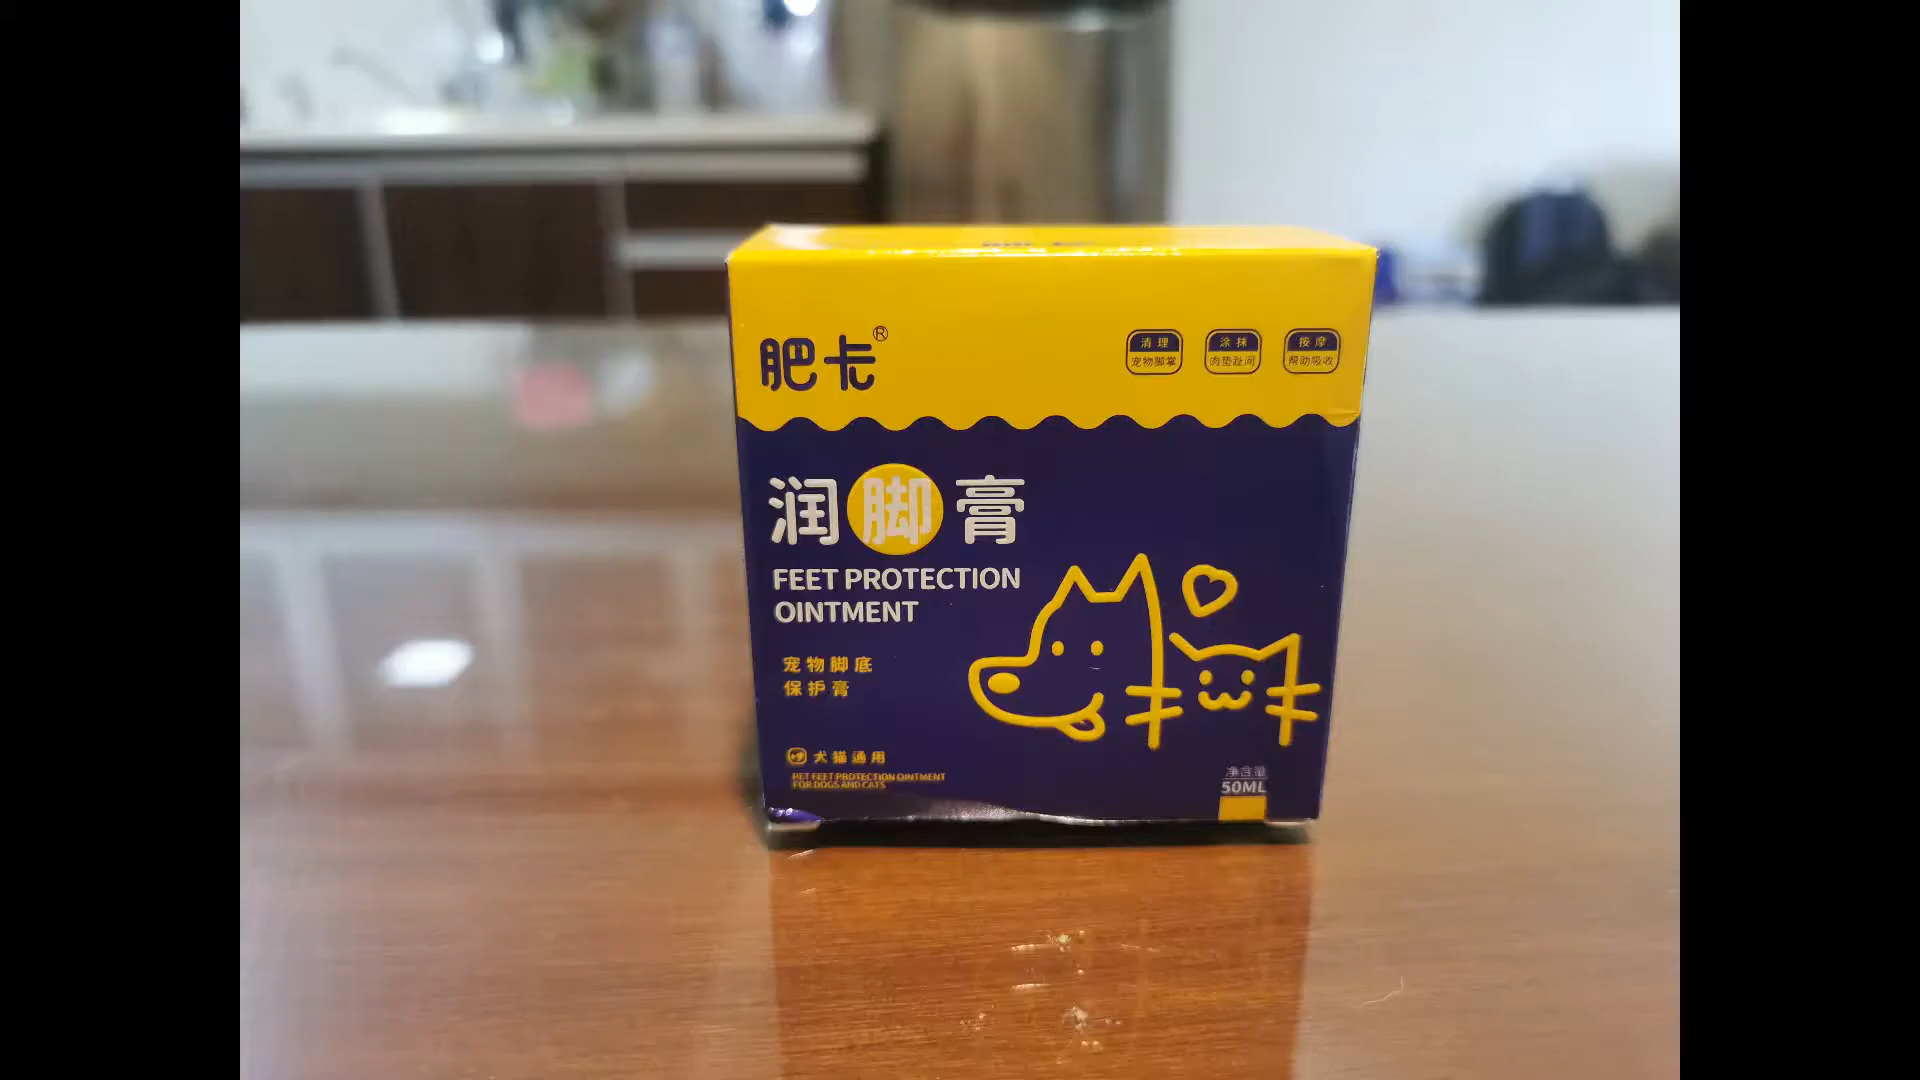 肥卡®
清理
宠物脚掌
涂抹
肉垫趾间
按摩
帮助吸收
润脚膏
FEET PROTECTION
OINTMENT
宠物脚底
保护膏
犬猫通用
PET FEET PROTECTION OINTMENT
FOR DOGS AND CATS
净含量
50ML